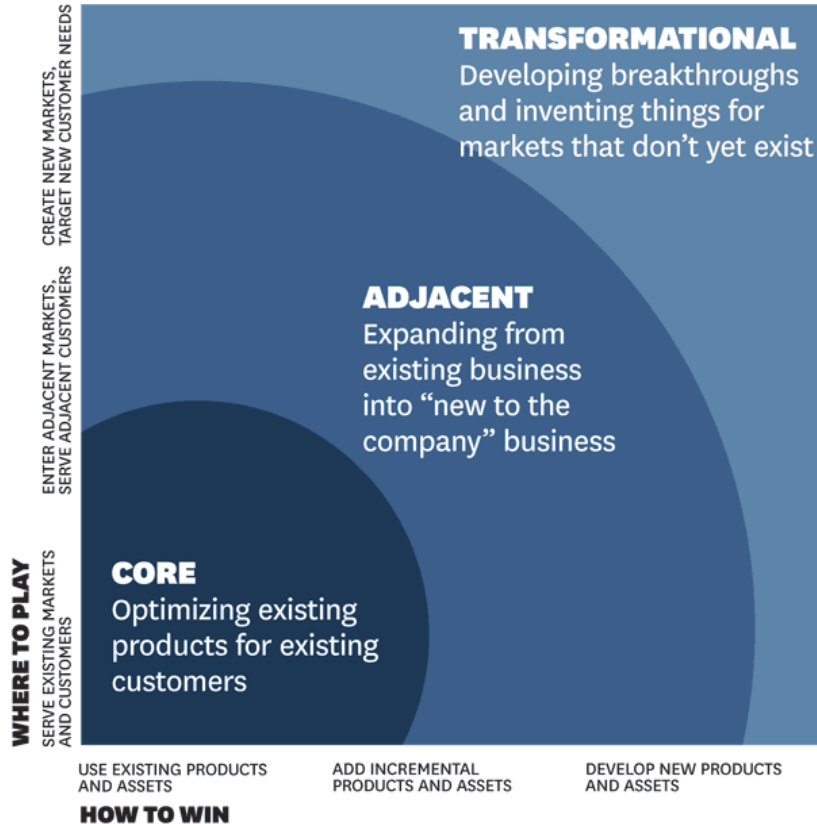 TRANSFORMATIONAL
Developing breakthroughs
and inventing things for
markets that don’t yet exist
ADJACENT
Expanding from
existing business
into “new to the
company” business
CORE
Optimizing existing
products for existing
customers
WHERE TO PLAY
CREATE NEW MARKETS,
TARGET NEW CUSTOMER NEEDS
ENTER ADJACENT MARKETS,
SERVE ADJACENT CUSTOMERS
SERVE EXISTING MARKETS
AND CUSTOMERS
USE EXISTING PRODUCTS
AND ASSETS
ADD INCREMENTAL
PRODUCTS AND ASSETS
DEVELOP NEW PRODUCTS
AND ASSETS
HOW TO WIN